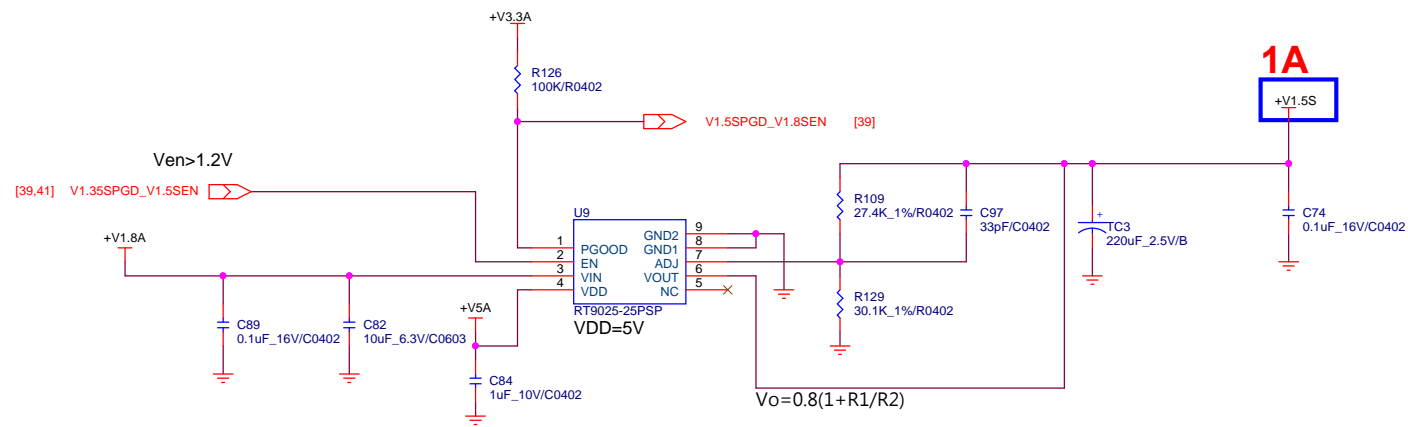 +V3.3A
1A
R126
100K/R0402
+V1.5S
V1.5SPGD_V1.8SEN [39]
Ven>1.2V
[39,41] V1.35SPGD_V1.5SEN
R109
27.4K_1%/R0402
C97
33pF/C0402
+
TC3
220uF_2.5V/B
C74
0.1uF_16V/C0402
U9
+V1.8A
1 PGOOD
2 EN
3 VIN
4 VDD
GND2 9
GND1 8
ADJ 7
VOUT 6
NC 5
RT9025-25PSP
VDD=5V
R129
30.1K_1%/R0402
+V5A
C89
0.1uF_16V/C0402
C82
10uF_6.3V/C0603
C84
1uF_10V/C0402
Vo=0.8(1+R1/R2)